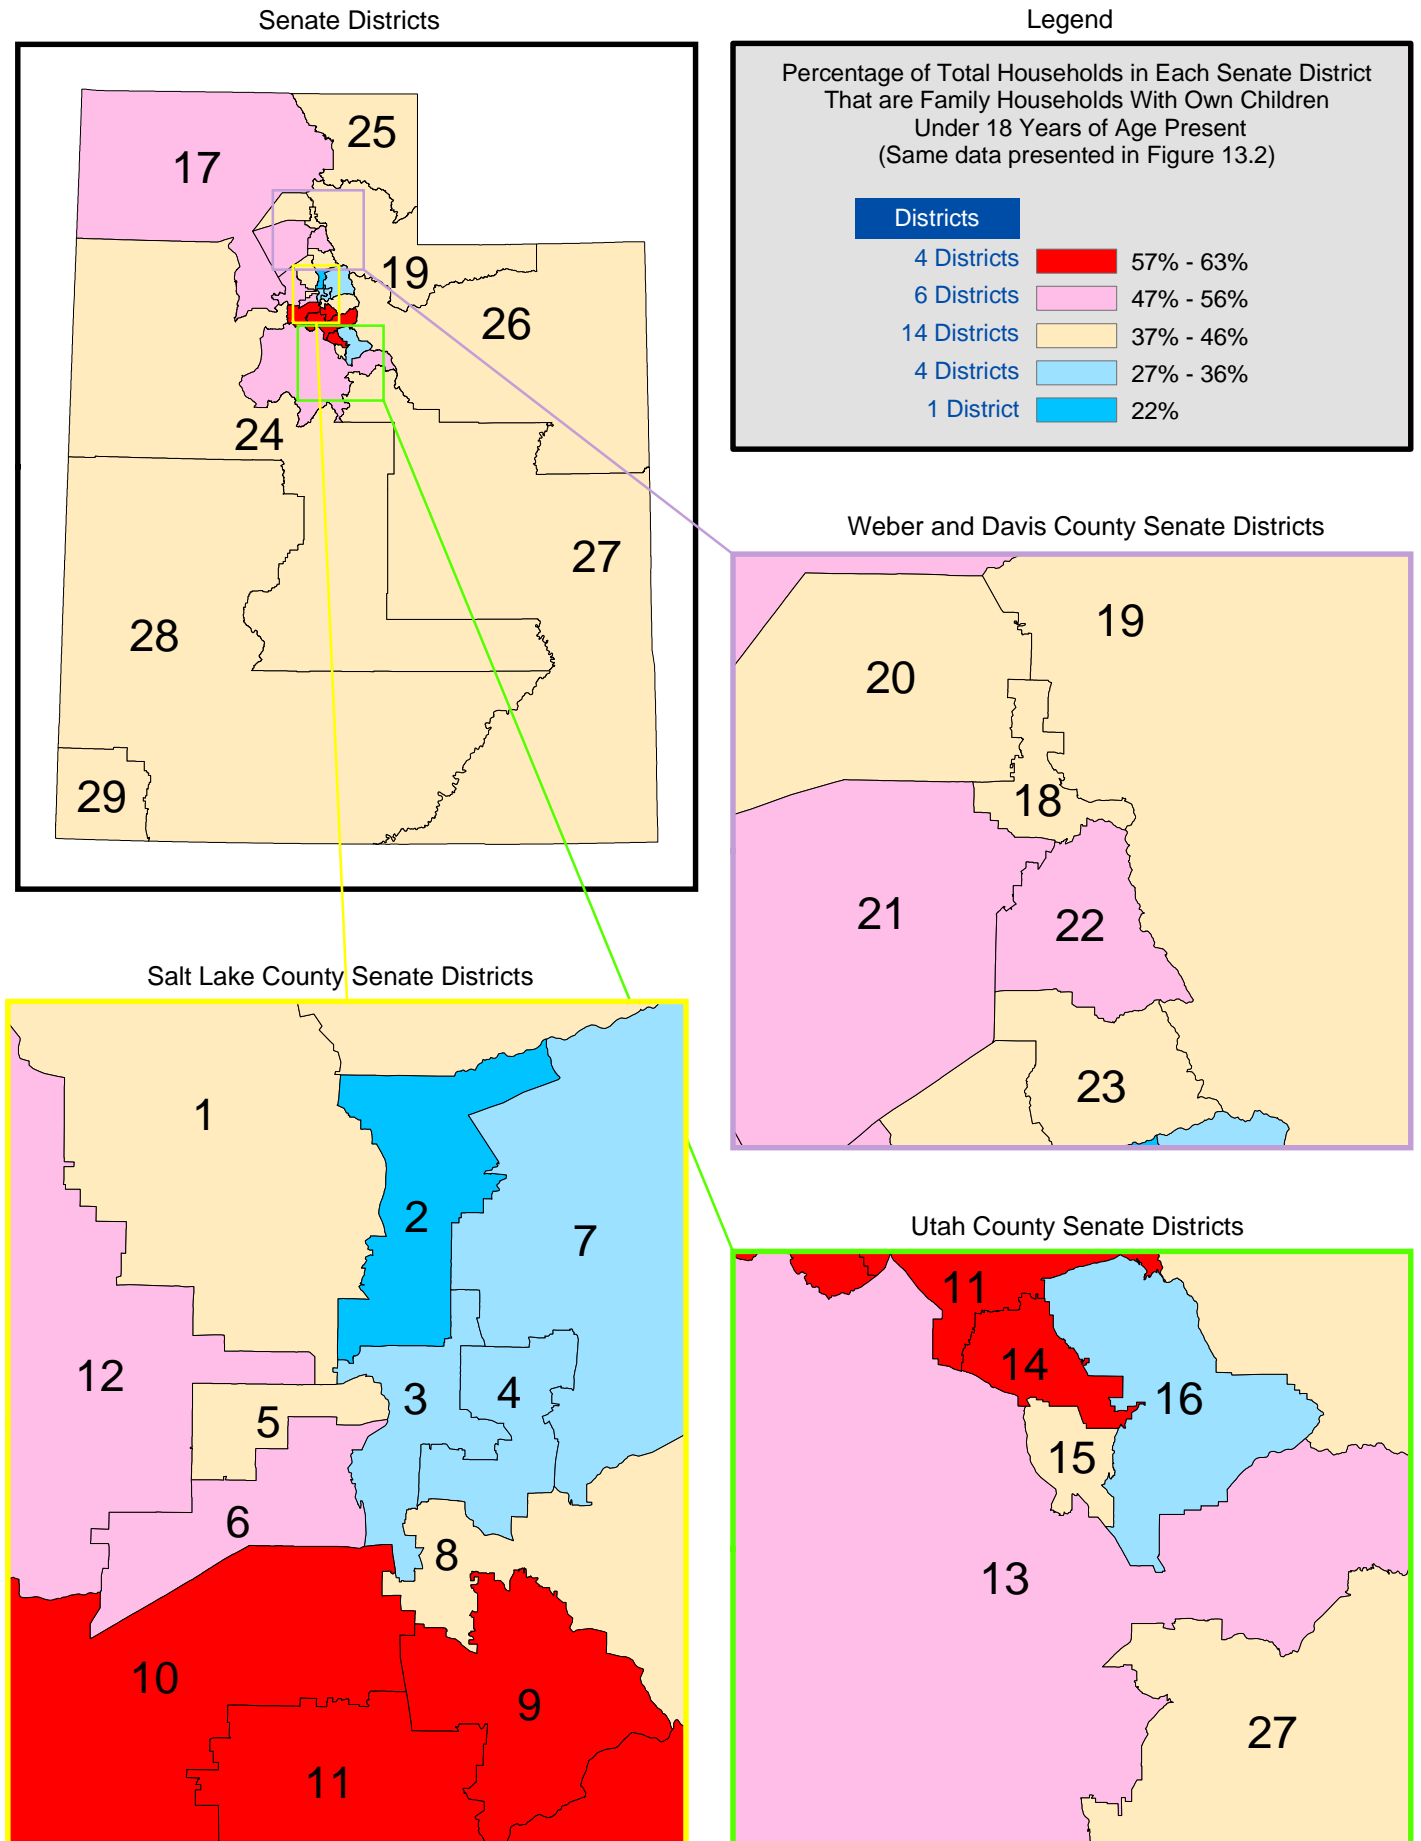 Senate Districts
17
25
19
26
24
27
28
29
Legend
Percentage of Total Households in Each Senate District
That are Family Households With Own Children
Under 18 Years of Age Present
(Same data presented in Figure 13.2)
Districts
4 Districts 57% - 63%
6 Districts 47% - 56%
14 Districts 37% - 46%
4 Districts 27% - 36%
1 District 22%
Weber and Davis County Senate Districts
19
20
18
21
22
23
Salt Lake County Senate Districts
1
2
7
12
3
4
5
6
8
10
9
11
Utah County Senate Districts
11
14
16
15
13
27